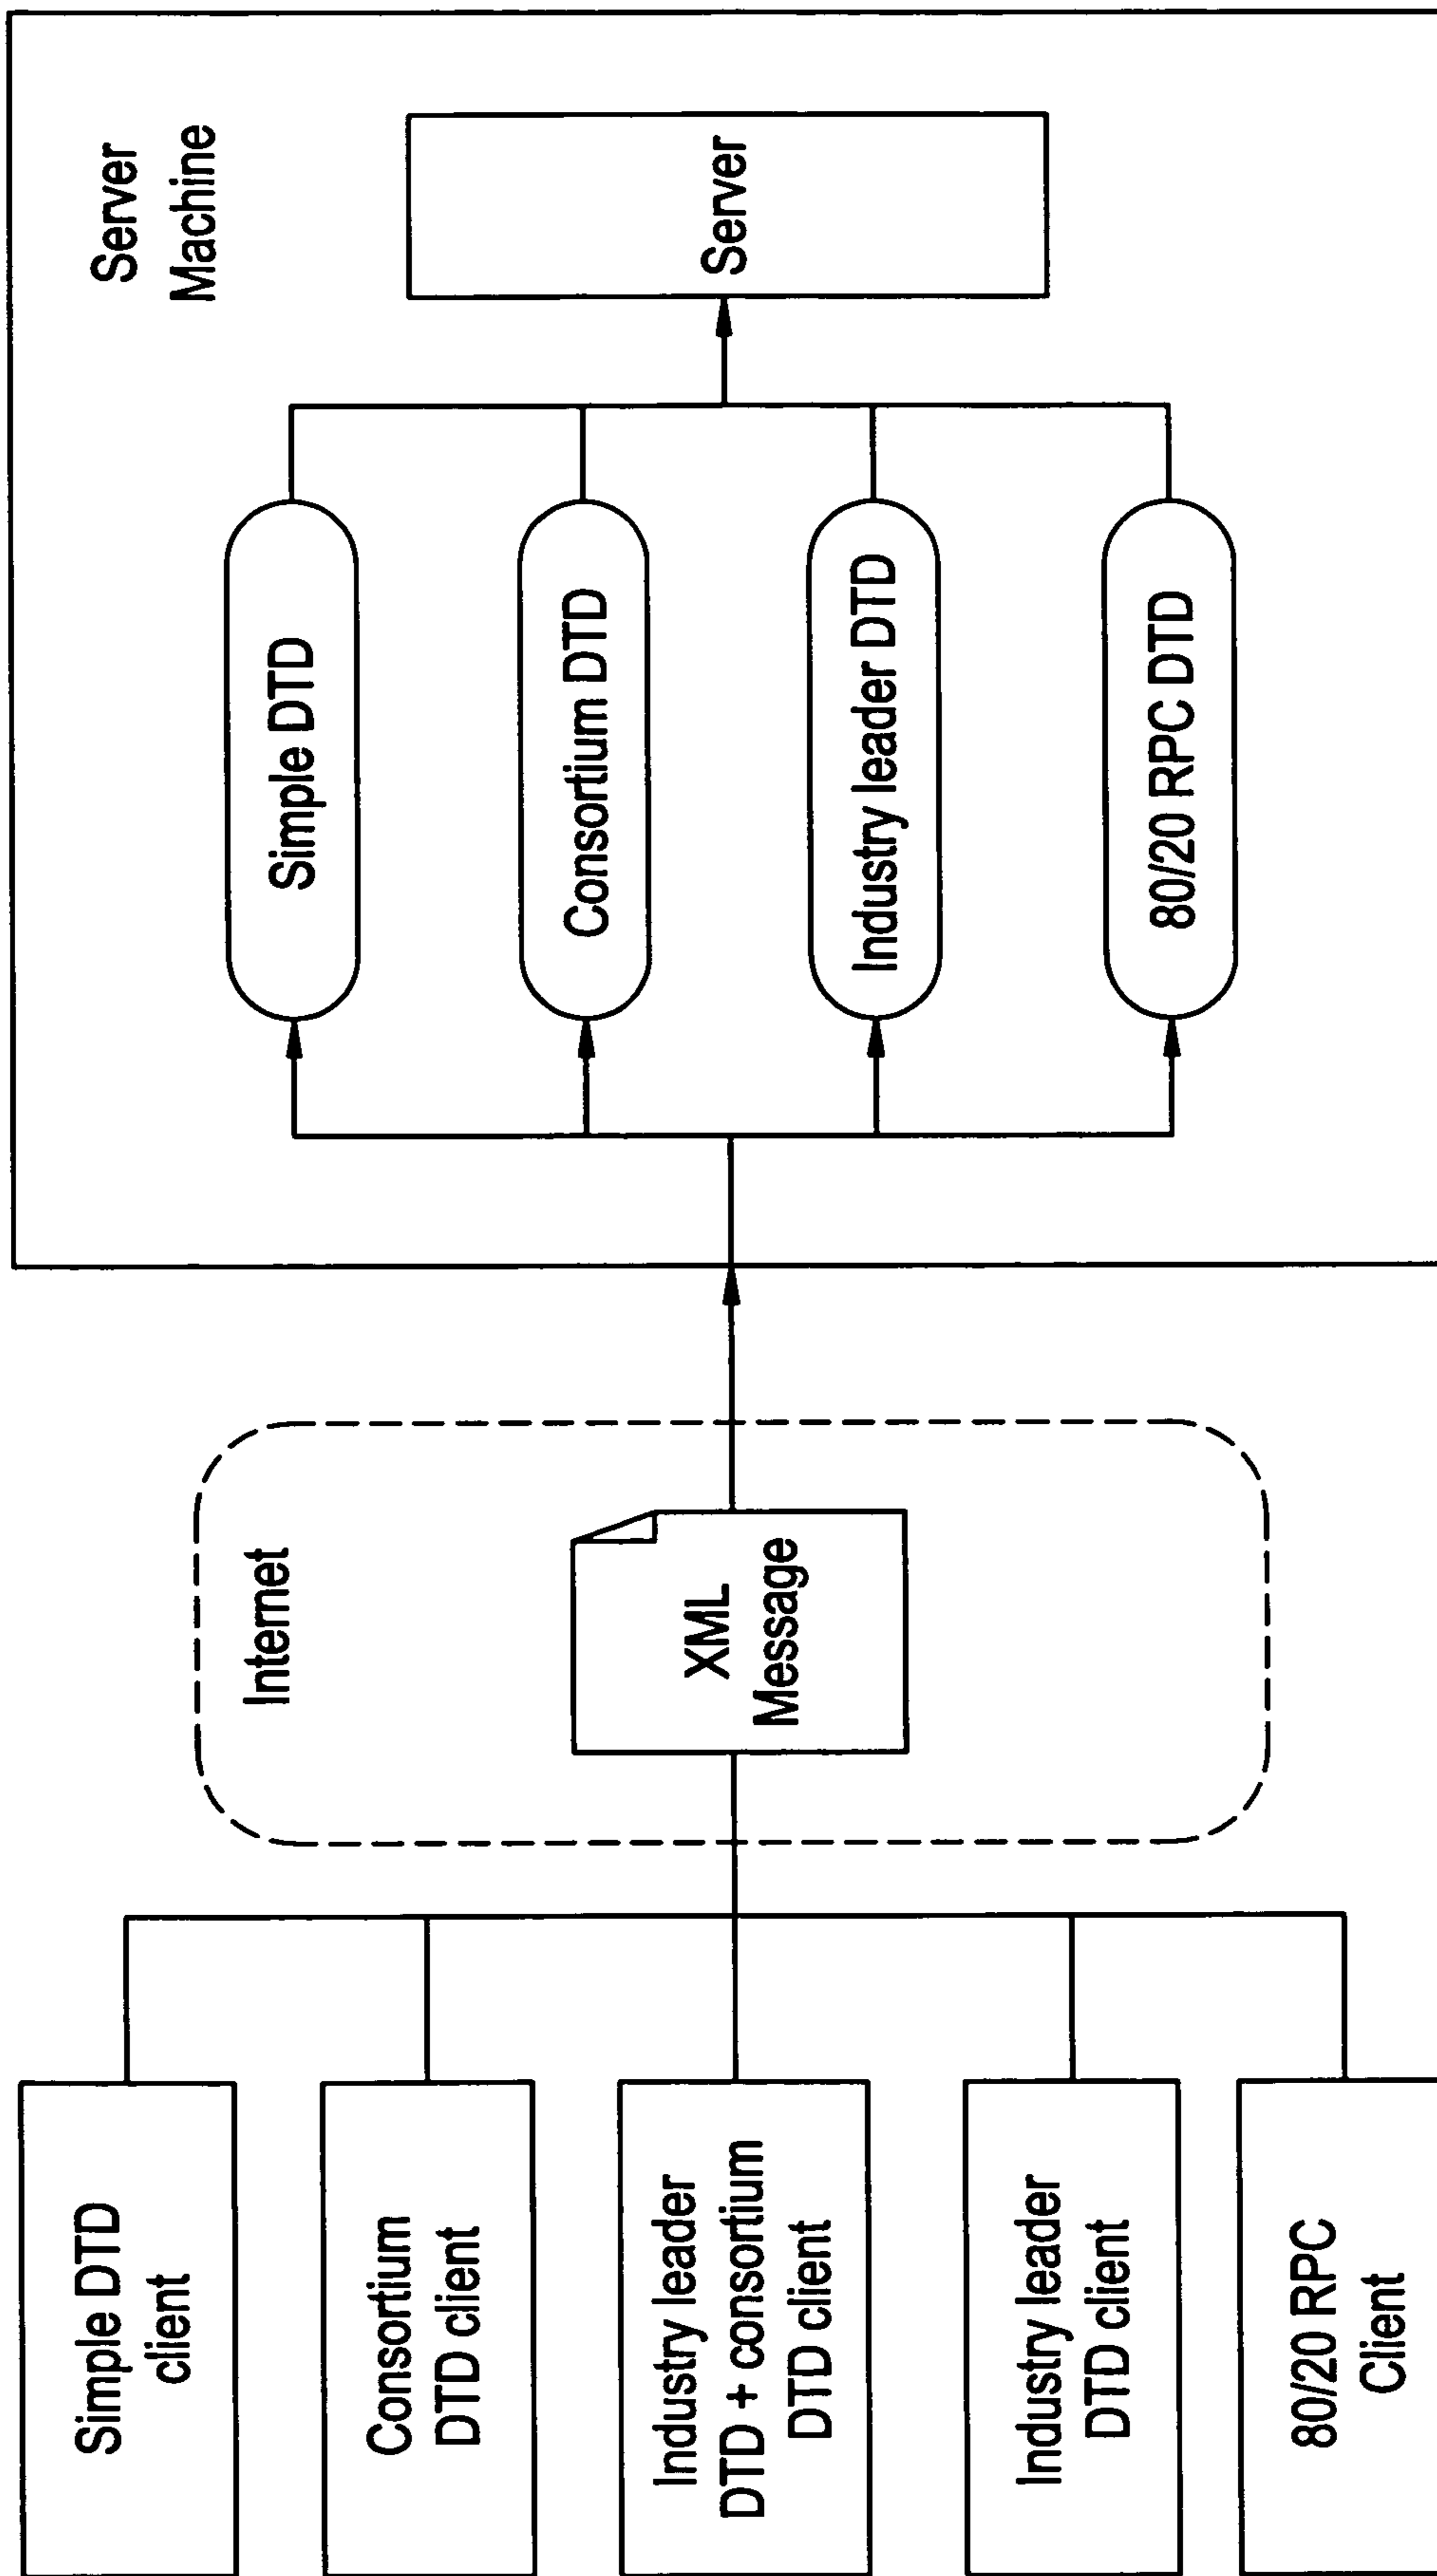 Simple DTD
client
Consortium
DTD client
Industry leader
DTD + consortium
DTD client
Industry leader
DTD client
80/20 RPC
Client
Internet
XML
Message
Server
Machine
Simple DTD
Consortium DTD
Industry leader DTD
80/20 RPC DTD
Server